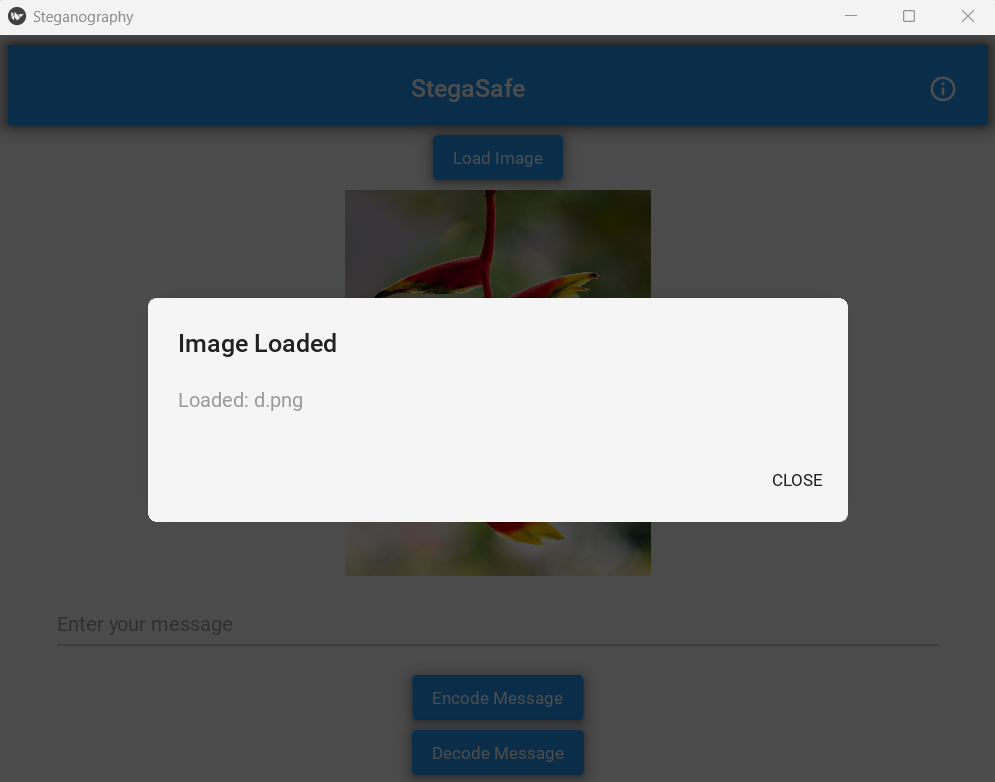 Steganography
StegaSafe
Load Image
Image Loaded
Loaded: d.png
CLOSE
Enter your message
Encode Message
Decode Message